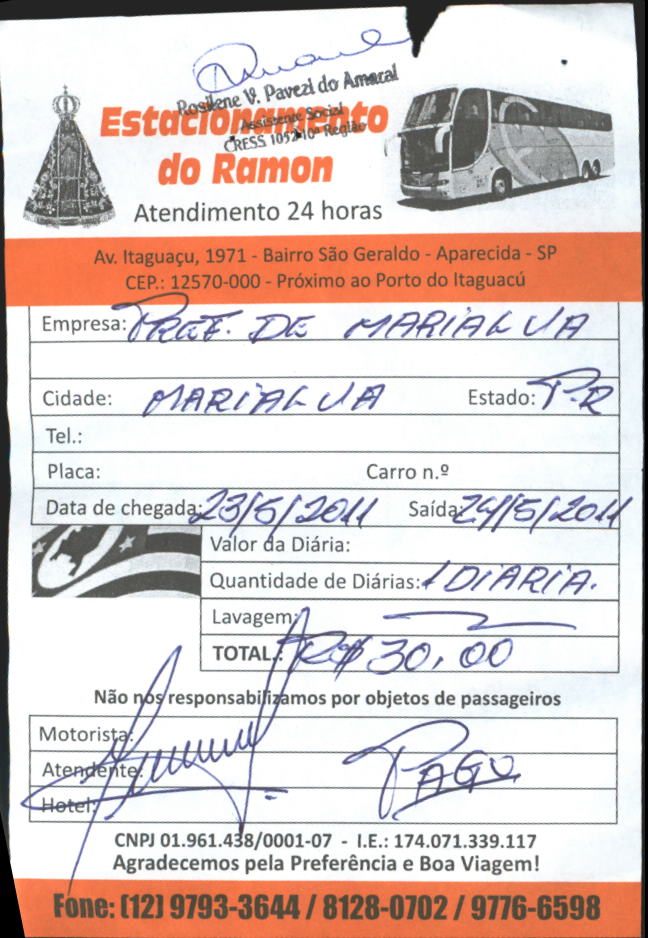 Rosilene V. Pavezi do Amaral
Assistente Social
CRESS 1052 10ª Região
Estacionamento
do Ramon
Atendimento 24 horas
Av. Itaguaçu, 1971 - Bairro São Geraldo - Aparecida - SP
CEP.: 12570-000 - Próximo ao Porto do Itaguacú
Empresa: PREF. DE MARIALVA
Cidade: MARIALVA Estado: PR
Tel.:
Placa: Carro n.º
Data de chegada: 23/5/2011 Saída: 24/5/2011
Valor da Diária:
Quantidade de Diárias: 1 DIARIA.
Lavagem:
TOTAL.: R$ 30,00
Não nos responsabilizamos por objetos de passageiros
Motorista:
Atendente:
Hotel:
PAGO
CNPJ 01.961.438/0001-07 - I.E.: 174.071.339.117
Agradecemos pela Preferência e Boa Viagem!
Fone: (12) 9793-3644 / 8128-0702 / 9776-6598